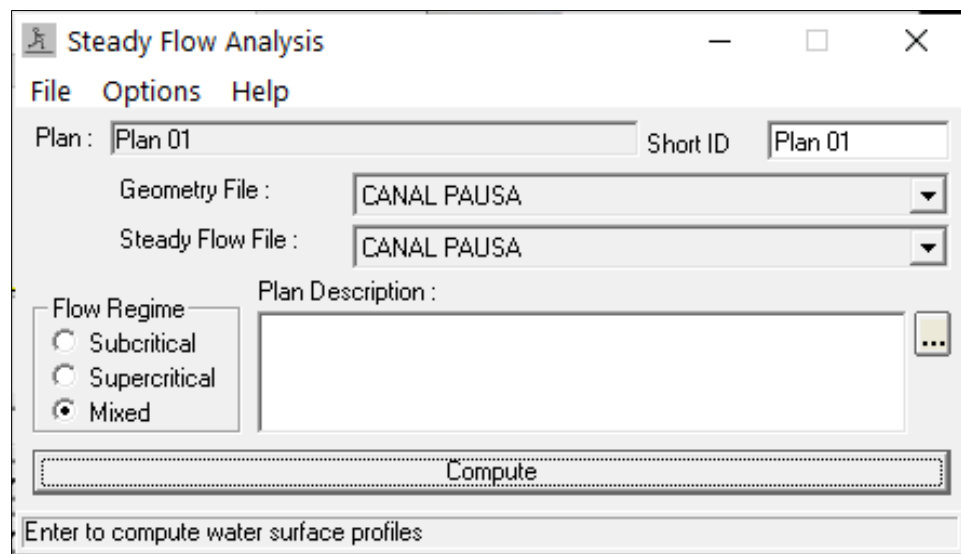 Steady Flow Analysis
File Options Help
Plan : Plan 01 Short ID Plan 01
Geometry File : CANAL PAUSA
Steady Flow File : CANAL PAUSA
Plan Description :
Flow Regime
Subcritical
Supercritical
Mixed
...
Compute
Enter to compute water surface profiles